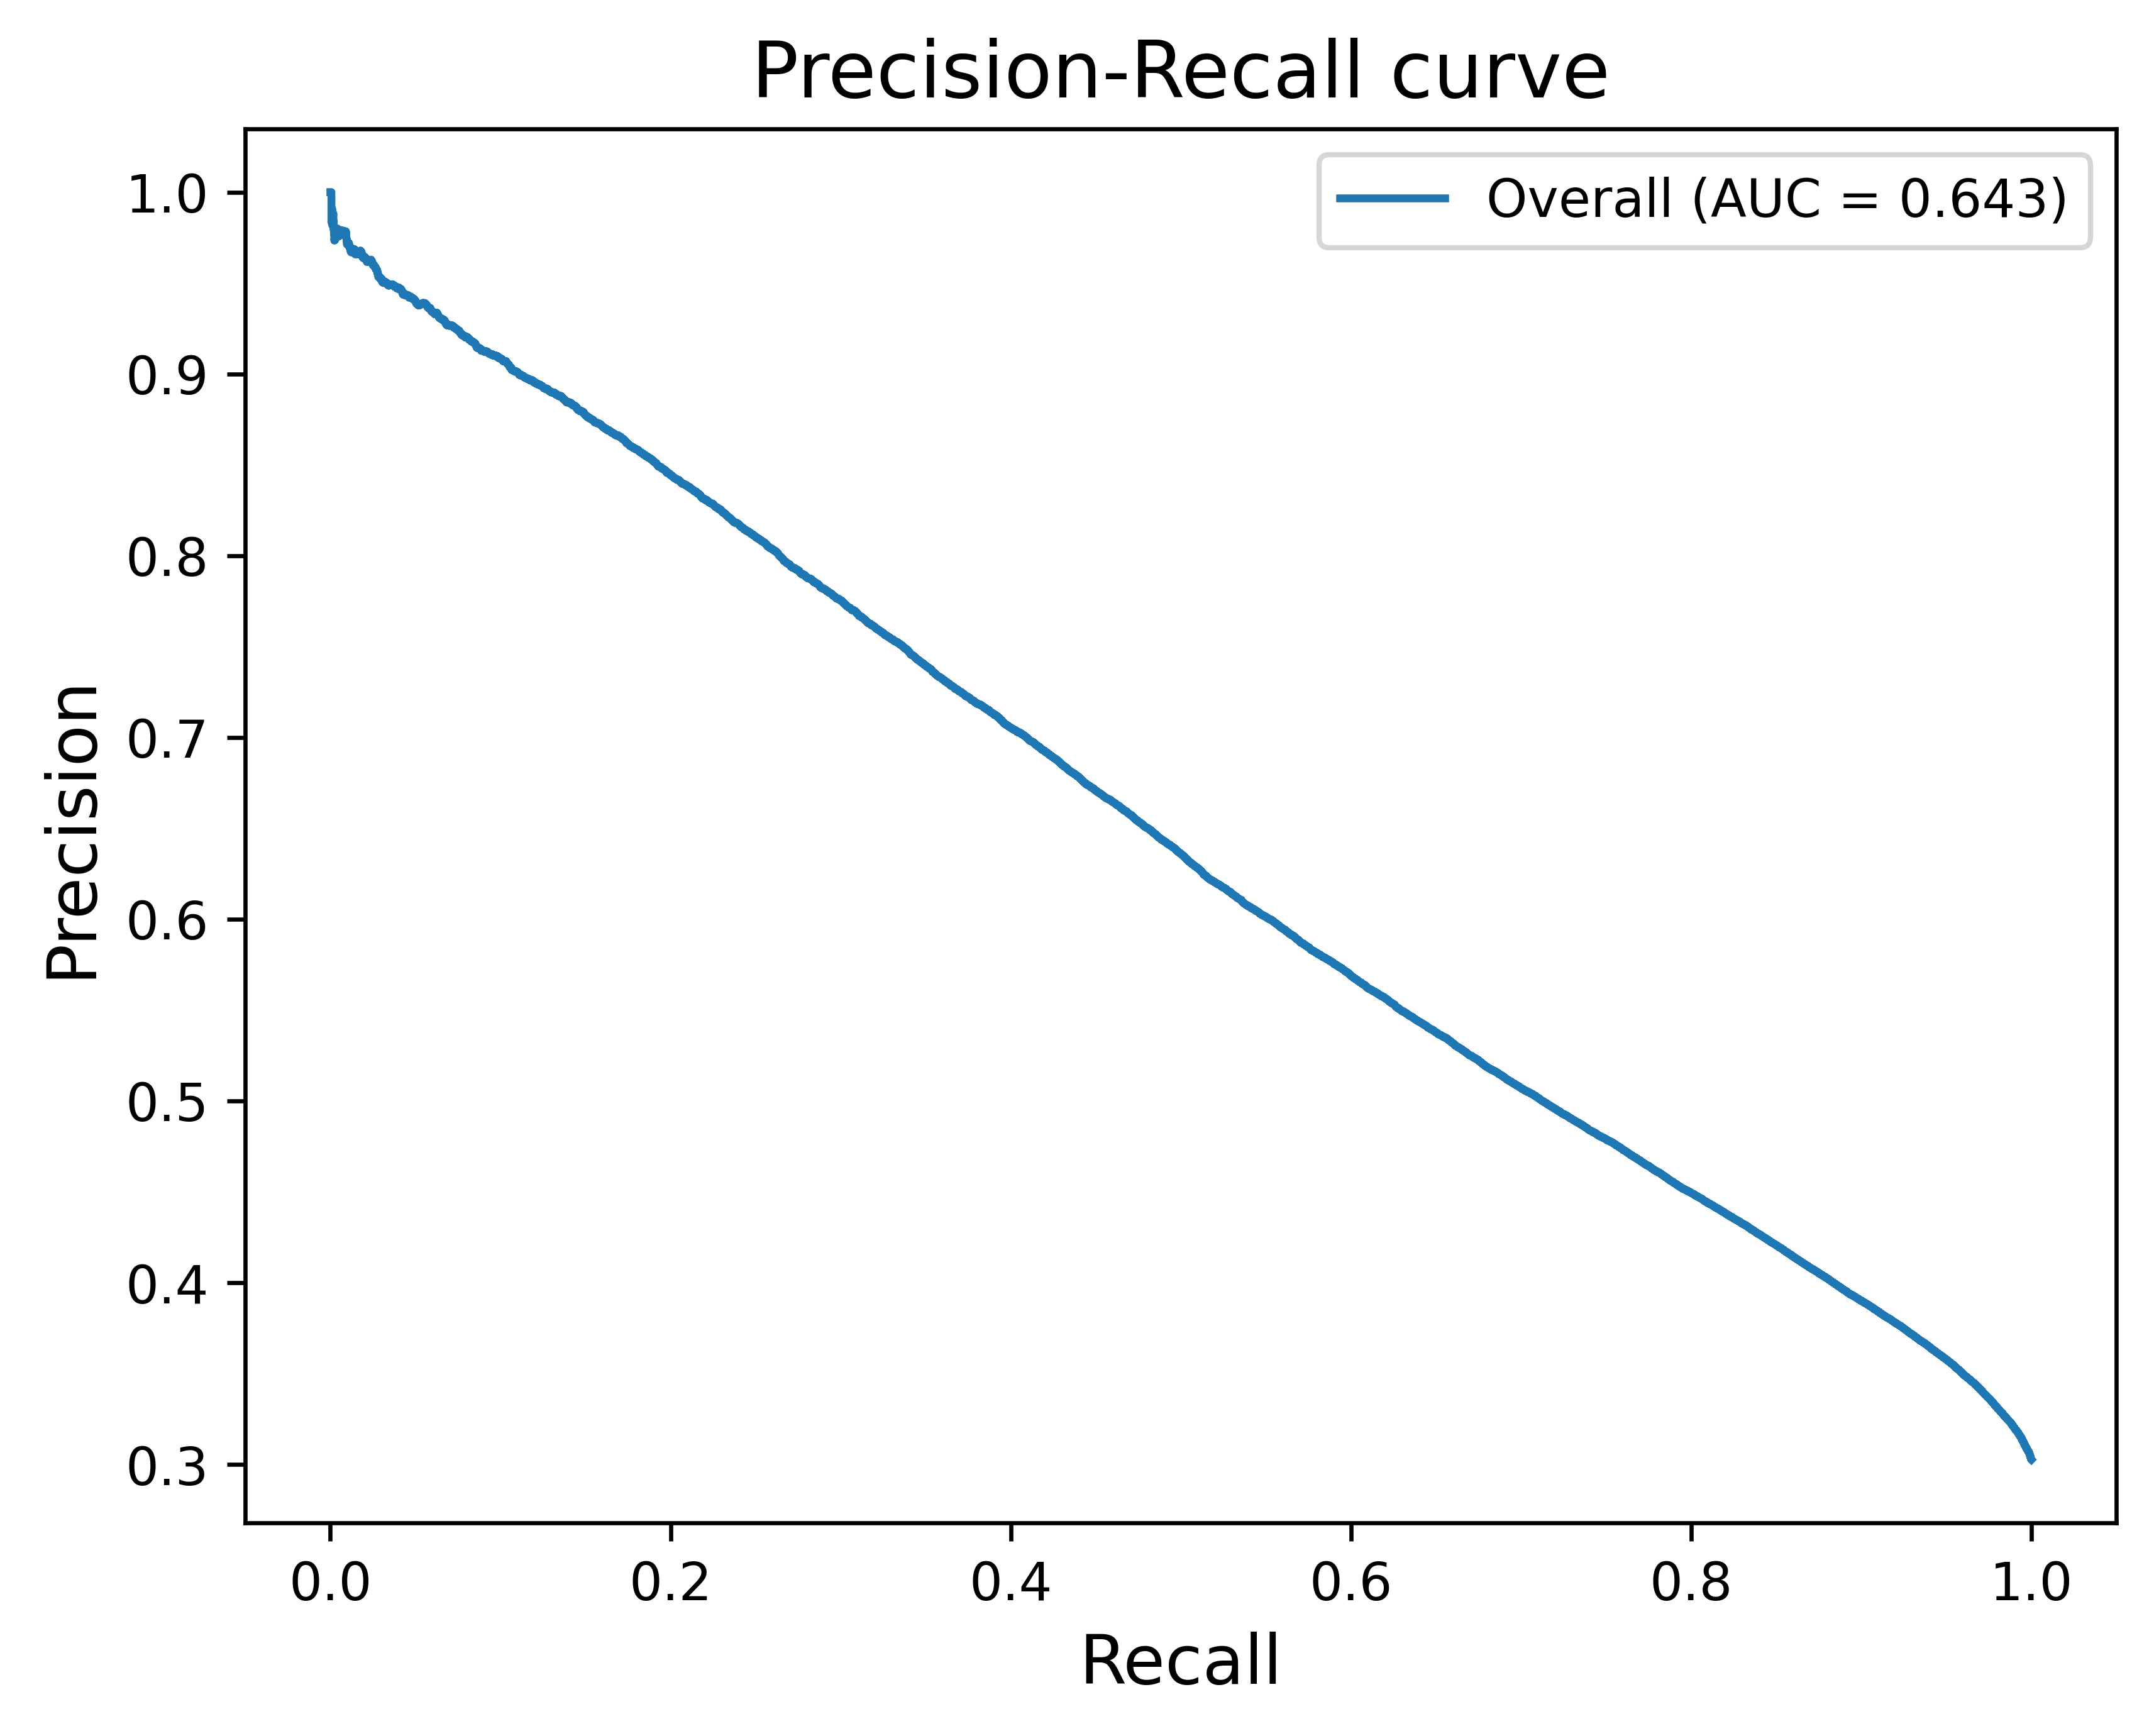 Precision-Recall curve
Overall (AUC = 0.643)
1.0
0.9
0.8
0.7
0.6
0.5
0.4
0.3
Precision
0.0 0.2 0.4 0.6 0.8 1.0
Recall